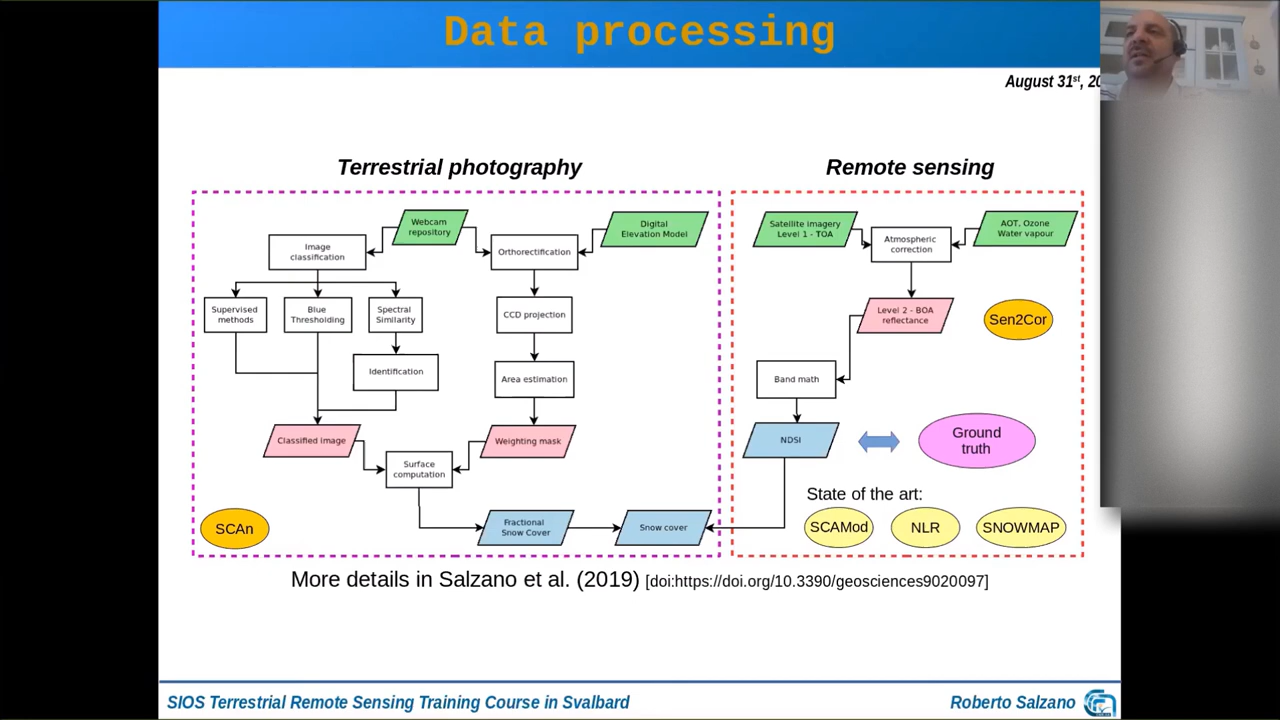 Data processing
August 31st, 20
Terrestrial photography
Remote sensing
Webcam
repository
Digital
Elevation Model
Image
classification
Orthorectification
Supervised
methods
Blue
Thresholding
Spectral
Similarity
CCD projection
Identification
Area estimation
Classified image
Weighting mask
Surface
computation
SCAn
Fractional
Snow Cover
Snow cover
Satellite imagery
Level 1 - TOA
AOT, Ozone
Water vapour
Atmospheric
correction
Level 2 - BOA
reflectance
Sen2Cor
Band math
NDSI
Ground
truth
State of the art:
SCAMod
NLR
SNOWMAP
More details in Salzano et al. (2019) [doi:https://doi.org/10.3390/geosciences9020097]
SIOS Terrestrial Remote Sensing Training Course in Svalbard
Roberto Salzano